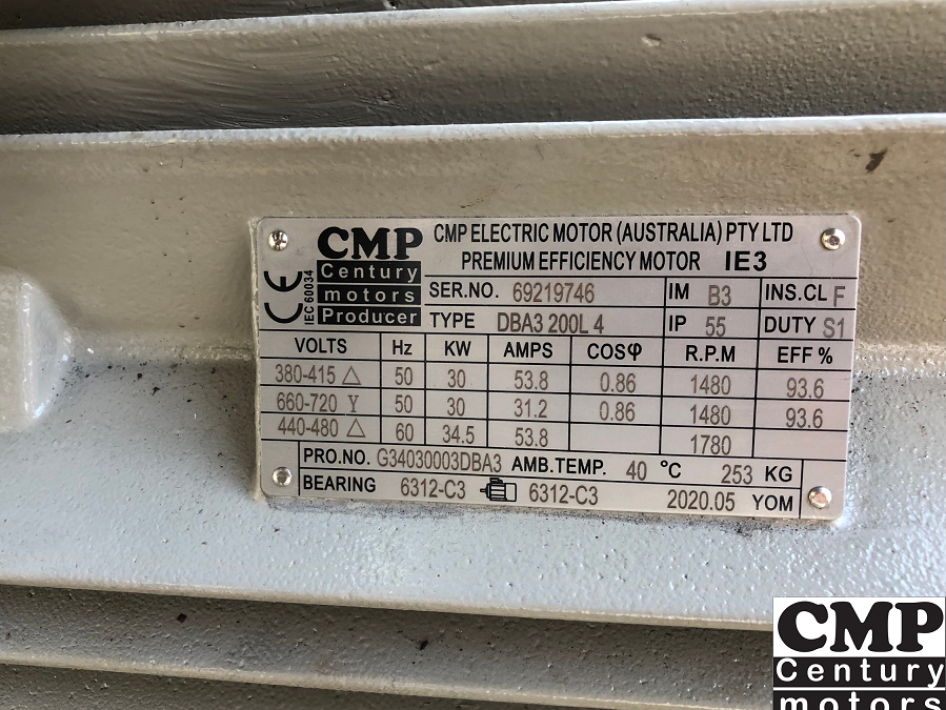 CMP ELECTRIC MOTOR (AUSTRALIA) PTY LTD
PREMIUM EFFICIENCY MOTOR IE3
CMP
Century
motors
Producer
CE
IEC 60034
SER.NO. 69219746 IM B3 INS.CL F
TYPE DBA3 200L 4 IP 55 DUTY S1
VOLTS Hz KW AMPS COSφ R.P.M EFF %
380-415 △ 50 30 53.8 0.86 1480 93.6
660-720 Y 50 30 31.2 0.86 1480 93.6
440-480 △ 60 34.5 53.8 1780
PRO.NO. G34030003DBA3 AMB.TEMP. 40 °C 253 KG
BEARING 6312-C3 6312-C3 2020.05 YOM
CMP
Century
motors